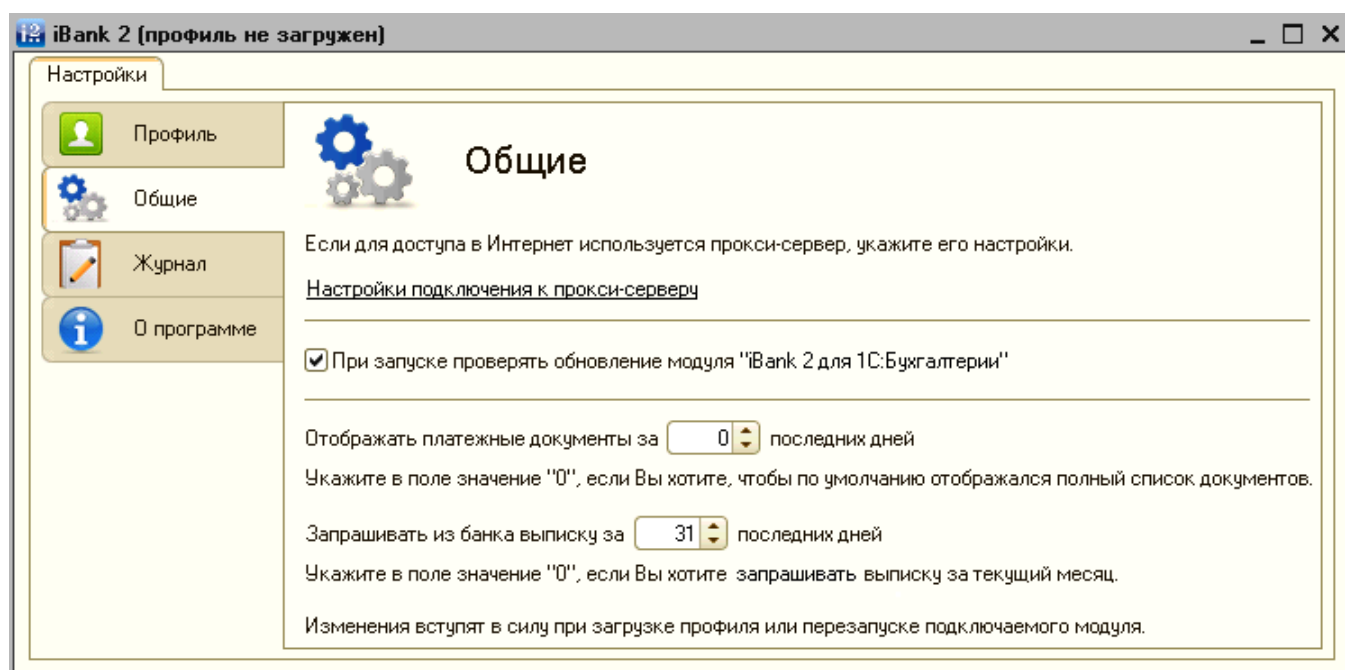 iBank 2 (профиль не загружен)
Настройки
Профиль
Общие
Журнал
О программе
Общие
Если для доступа в Интернет используется прокси-сервер, укажите его настройки.
Настройки подключения к прокси-серверу
При запуске проверять обновление модуля "iBank 2 для 1С:Бухгалтерии"
Отображать платежные документы за 0 последних дней
Укажите в поле значение "0", если Вы хотите, чтобы по умолчанию отображался полный список документов.
Запрашивать из банка выписку за 31 последних дней
Укажите в поле значение "0", если Вы хотите запрашивать выписку за текущий месяц.
Изменения вступят в силу при загрузке профиля или перезапуске подключаемого модуля.